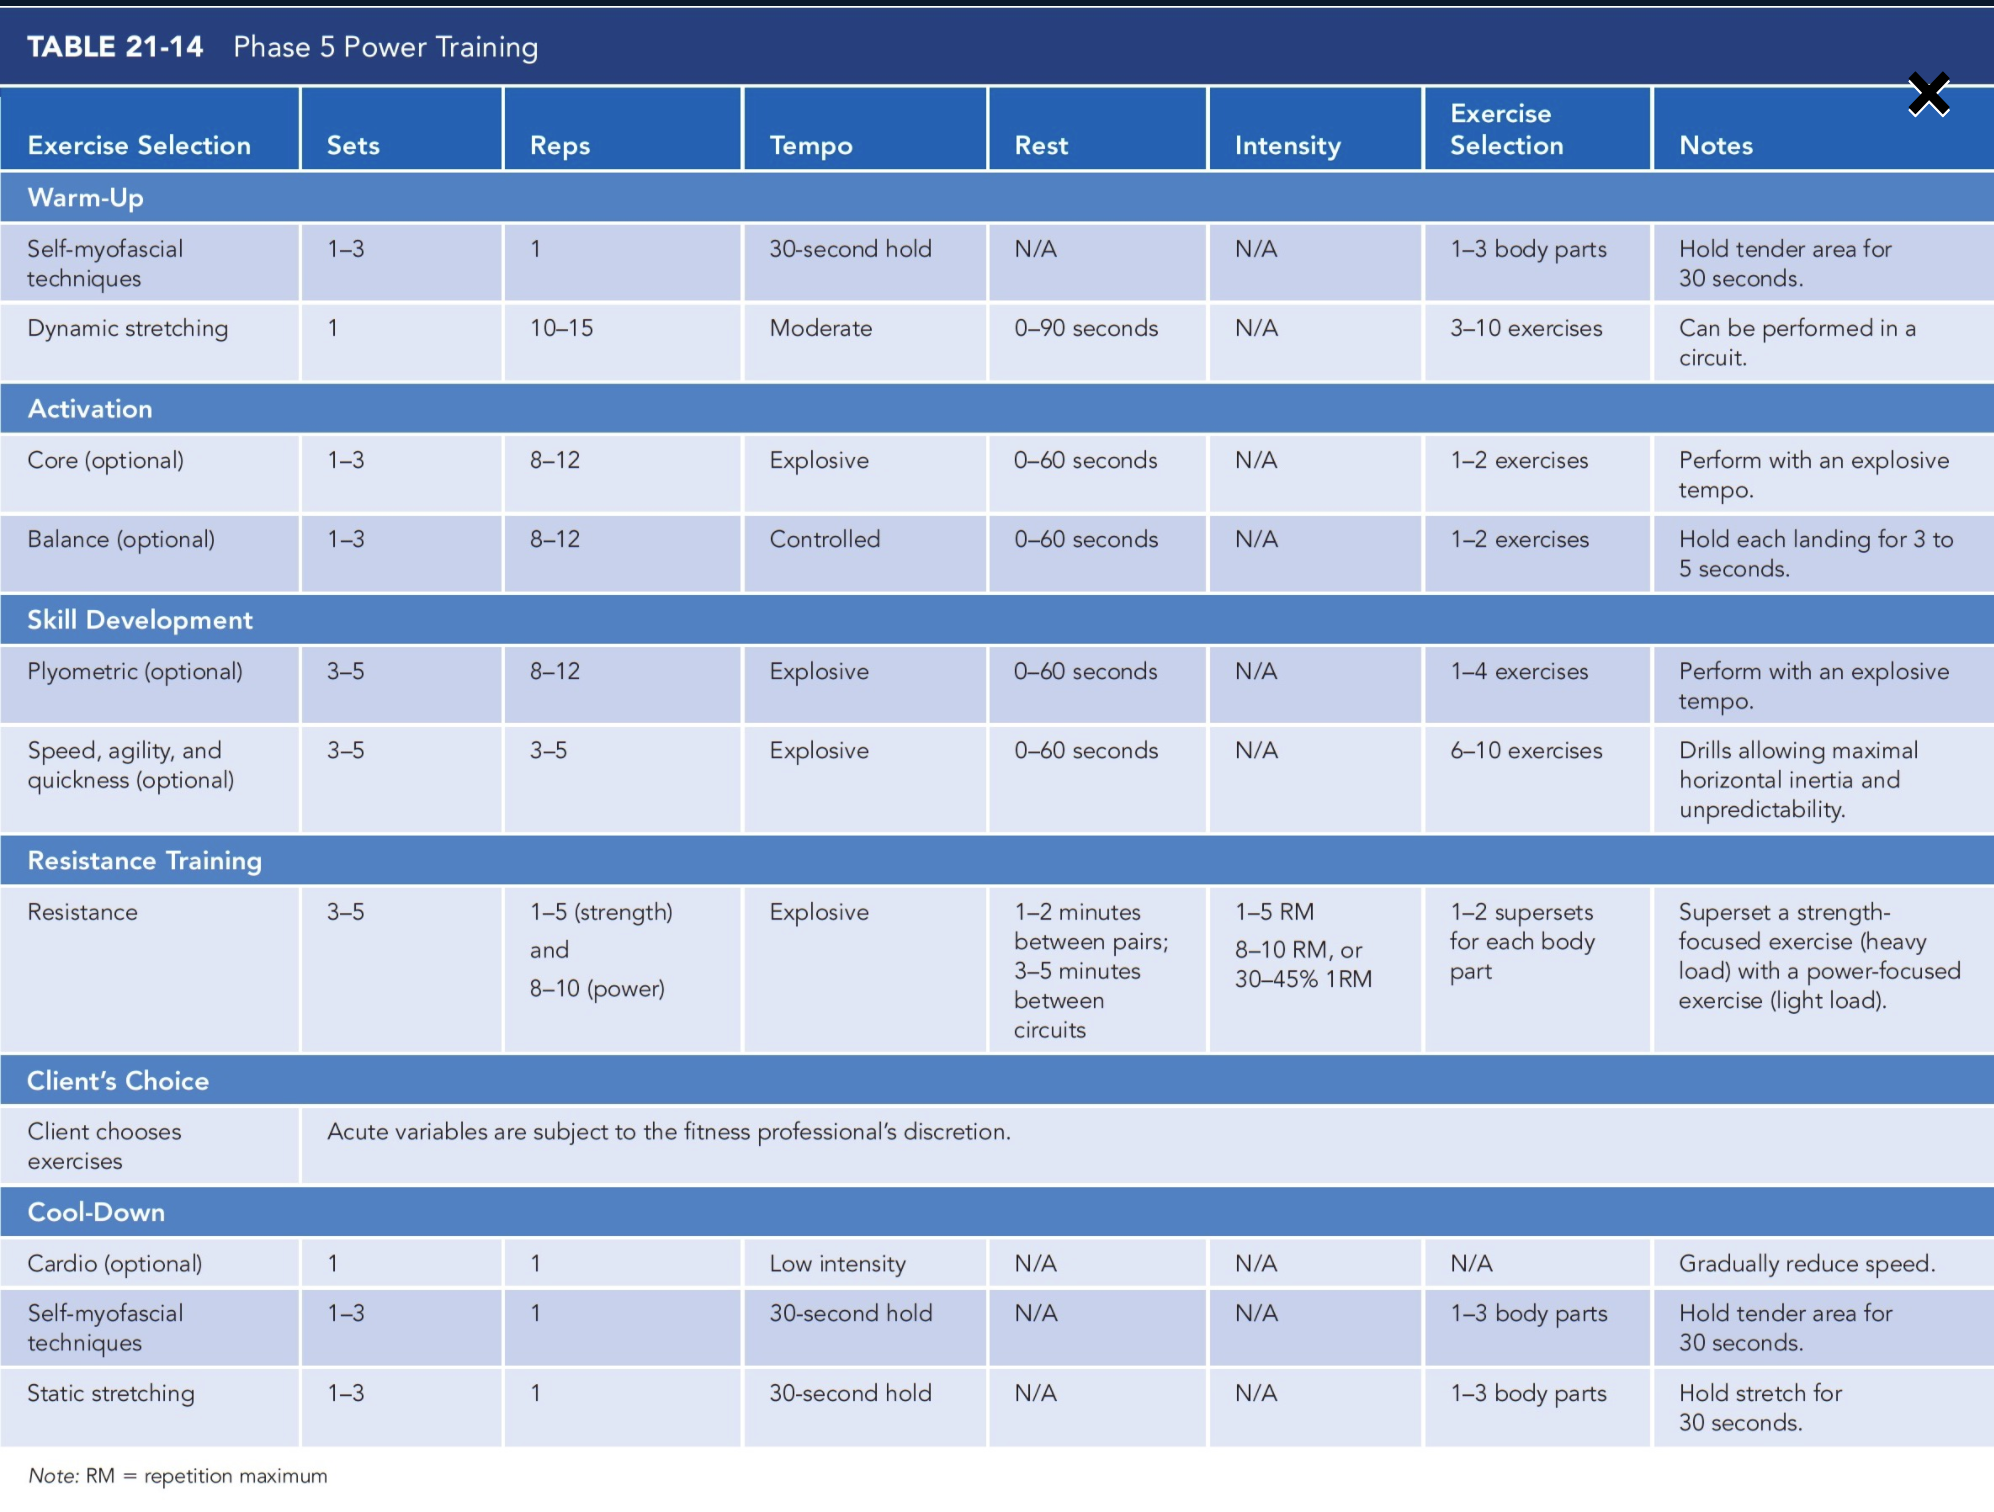 TABLE 21-14 Phase 5 Power Training
Exercise Selection Sets Reps Tempo Rest Intensity Exercise Selection Notes
Warm-Up
Self-myofascial techniques 1–3 1 30-second hold N/A N/A 1–3 body parts Hold tender area for 30 seconds.
Dynamic stretching 1 10–15 Moderate 0–90 seconds N/A 3–10 exercises Can be performed in a circuit.
Activation
Core (optional) 1–3 8–12 Explosive 0–60 seconds N/A 1–2 exercises Perform with an explosive tempo.
Balance (optional) 1–3 8–12 Controlled 0–60 seconds N/A 1–2 exercises Hold each landing for 3 to 5 seconds.
Skill Development
Plyometric (optional) 3–5 8–12 Explosive 0–60 seconds N/A 1–4 exercises Perform with an explosive tempo.
Speed, agility, and quickness (optional) 3–5 3–5 Explosive 0–60 seconds N/A 6–10 exercises Drills allowing maximal horizontal inertia and unpredictability.
Resistance Training
Resistance 3–5 1–5 (strength) and 8–10 (power) Explosive 1–2 minutes between pairs; 3–5 minutes between circuits 1–5 RM 8–10 RM, or 30–45% 1RM 1–2 supersets for each body part Superset a strength-focused exercise (heavy load) with a power-focused exercise (light load).
Client’s Choice
Client chooses exercises Acute variables are subject to the fitness professional’s discretion.
Cool-Down
Cardio (optional) 1 1 Low intensity N/A N/A N/A Gradually reduce speed.
Self-myofascial techniques 1–3 1 30-second hold N/A N/A 1–3 body parts Hold tender area for 30 seconds.
Static stretching 1–3 1 30-second hold N/A N/A 1–3 body parts Hold stretch for 30 seconds.
Note: RM = repetition maximum